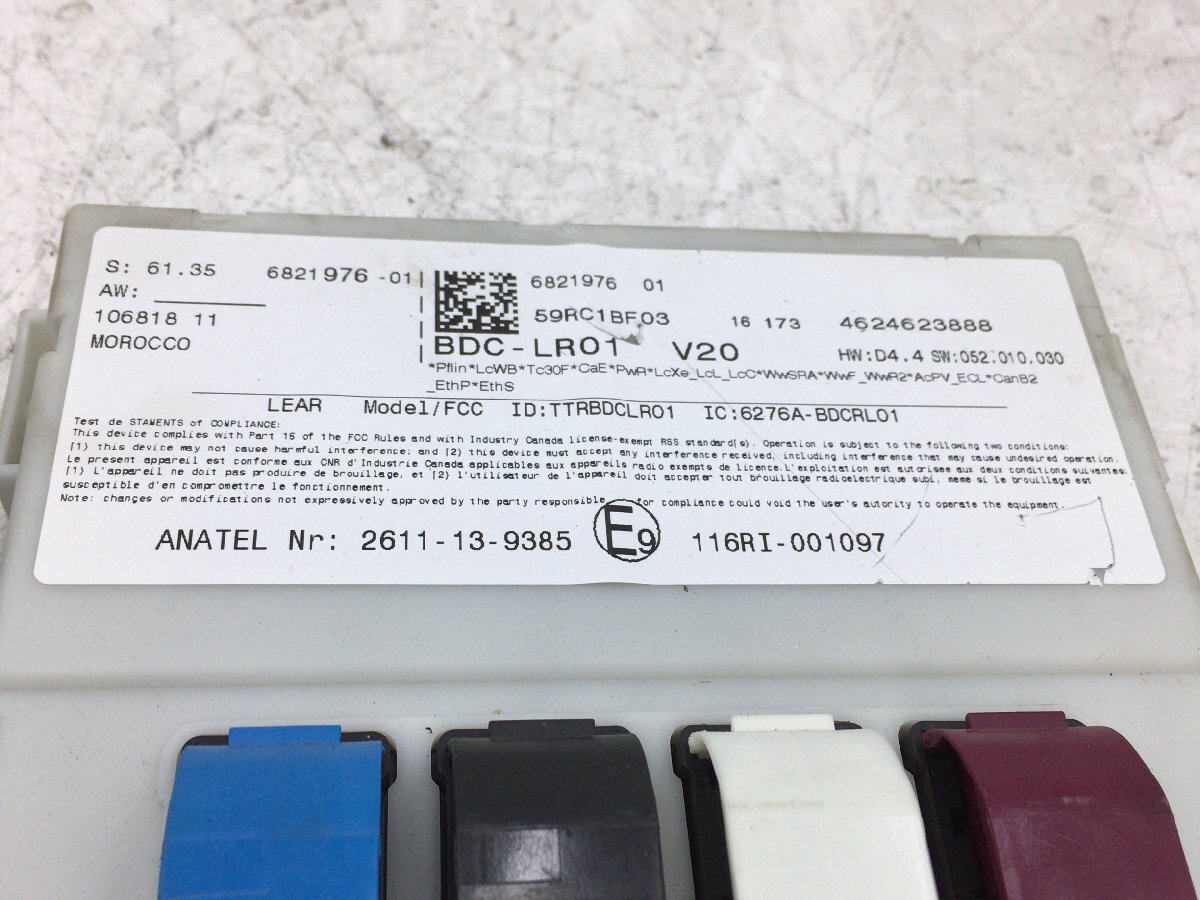 S: 61.35 6821976 -01
AW:
106818 11
MOROCCO
6821976 01
59RC1BF03 16 173 4624623888
BDC-LR01 V20 HW:D4.4 SW:052.010.030
*Pflin*LcWB*Tc30F*CaE*PwR*LcXe_LcL_LcC*WwSRA*WwF_WwR2*AcPV_ECL*CanB2
_EthP*EthS
LEAR Model/FCC ID:TTRBDCLR01 IC:6276A-BDCRL01
Test de STAMENTS of COMPLIANCE:
This device complies with Part 15 of the FCC Rules and with Industry Canada license-exempt RSS standard(s). Operation is subject to the following two conditions:
[1) this device may not cause harmful interference; and [2) this device must accept any interference received, including interference that may cause undesired operation.
Le present appareil est conforme aux CNR d'Industrie Canada applicables aux appareils radio exempts de licence.L'exploitation est autorisee aux deux conditions suivantes:
[1) L'appareil ne doit pas produire de brouillage, et [2) l'utilisateur de l'appareil doit accepter tout brouillage radioelectrique subi, meme si le brouillage est
susceptible d'en compromettre le fonctionnement.
Note: changes or modifications not expressively approved by the party responsible for compliance could void the user's autority to operate the equipment.
ANATEL Nr: 2611-13-9385 E9 116RI-001097